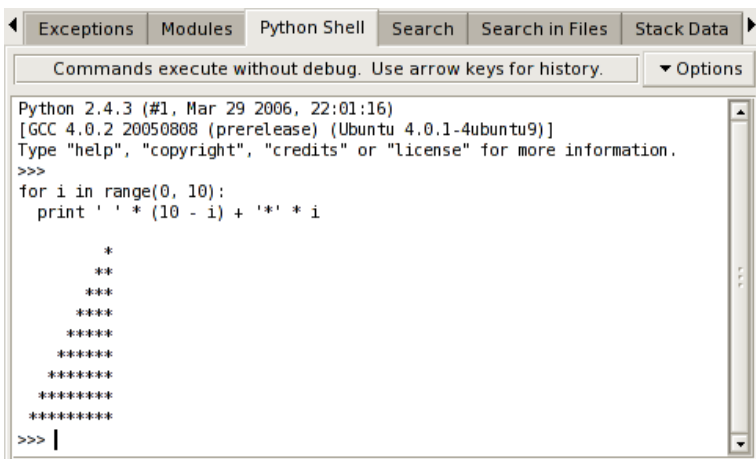 Exceptions Modules Python Shell Search Search in Files Stack Data
Commands execute without debug.  Use arrow keys for history. Options
Python 2.4.3 (#1, Mar 29 2006, 22:01:16)
[GCC 4.0.2 20050808 (prerelease) (Ubuntu 4.0.1-4ubuntu9)]
Type "help", "copyright", "credits" or "license" for more information.
>>>
for i in range(0, 10):
  print ' ' * (10 - i) + '*' * i
         *
        **
       ***
      ****
     *****
    ******
   *******
  ********
 *********
>>>